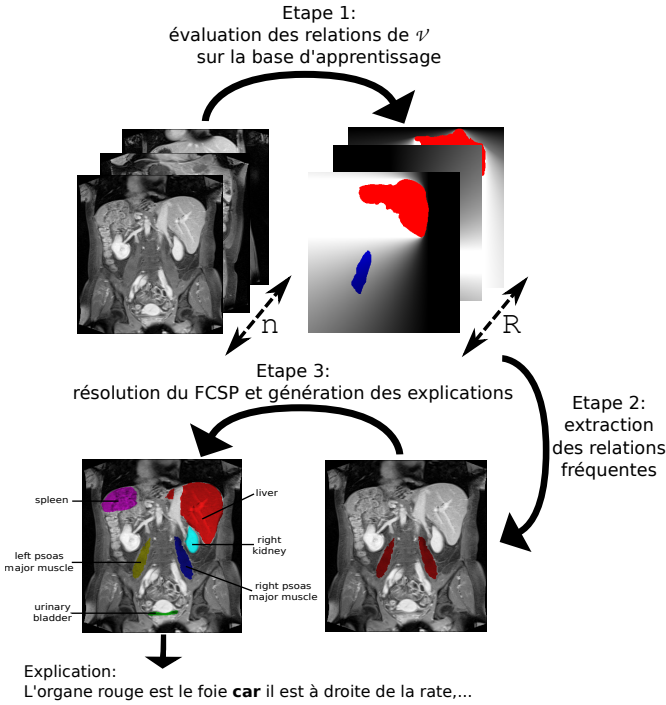 Etape 1:
évaluation des relations de 𝒱
sur la base d'apprentissage
n
R
Etape 3:
résolution du FCSP et génération des explications
Etape 2:
extraction
des relations
fréquentes
spleen
liver
right
kidney
left psoas
major muscle
right psoas
major muscle
urinary
bladder
Explication:
L'organe rouge est le foie car il est à droite de la rate,...